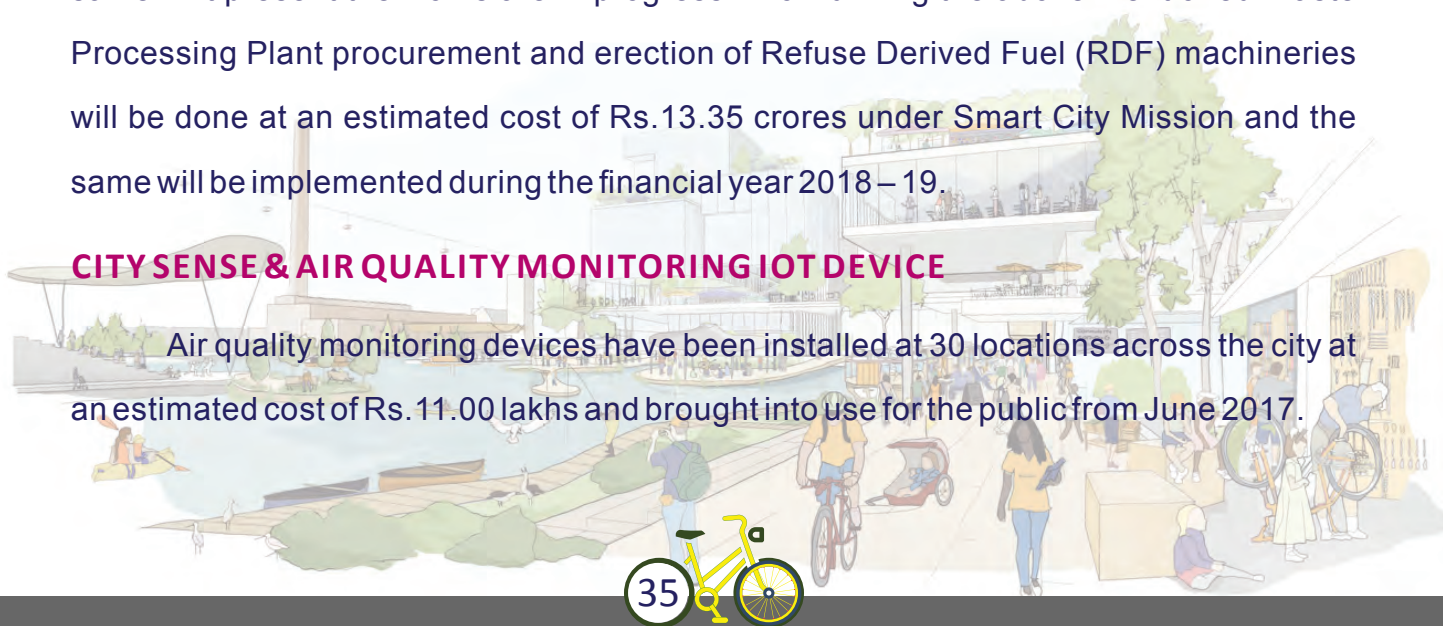 Processing Plant procurement and erection of Refuse Derived Fuel (RDF) machineries
will be done at an estimated cost of Rs.13.35 crores under Smart City Mission and the
same will be implemented during the financial year 2018 – 19.
CITY SENSE & AIR QUALITY MONITORING IOT DEVICE
Air quality monitoring devices have been installed at 30 locations across the city at
an estimated cost of Rs. 11.00 lakhs and brought into use for the public from June 2017.
35